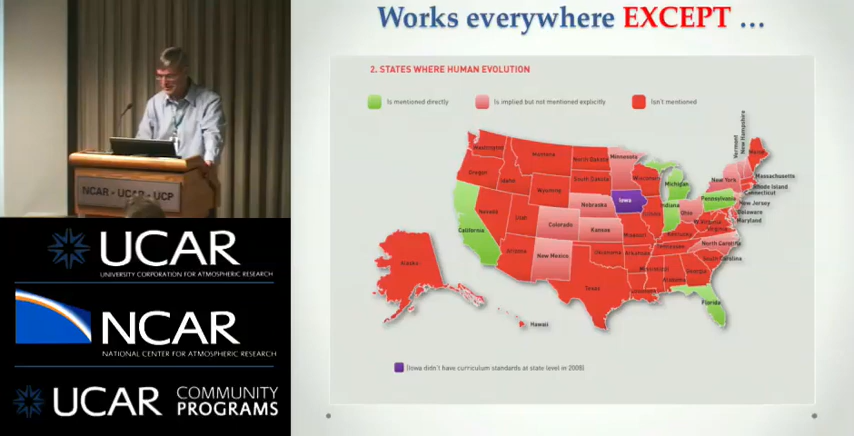 Works everywhere EXCEPT ...
2. STATES WHERE HUMAN EVOLUTION
Is mentioned directly
Is implied but not mentioned explicitly
Isn't mentioned
Washington
Montana
North Dakota
Minnesota
Vermont
New Hampshire
Maine
Oregon
Idaho
South Dakota
Wisconsin
Michigan
New York
Massachusetts
Rhode Island
Connecticut
Wyoming
Iowa
Pennsylvania
New Jersey
Nebraska
Indiana
Ohio
Delaware
Maryland
Nevada
Utah
Colorado
Kansas
Missouri
Illinois
W.Virginia
Virginia
California
Kentucky
North Carolina
Tennessee
Arizona
New Mexico
Oklahoma
Arkansas
South Carolina
Mississippi
Alabama
Georgia
Texas
Louisiana
Florida
Alaska
Hawaii
(Iowa didn't have curriculum standards at state level in 2008)
NCAR - UCAR - UCP
UCAR
UNIVERSITY CORPORATION FOR ATMOSPHERIC RESEARCH
NCAR
NATIONAL CENTER FOR ATMOSPHERIC RESEARCH
UCAR COMMUNITY
PROGRAMS